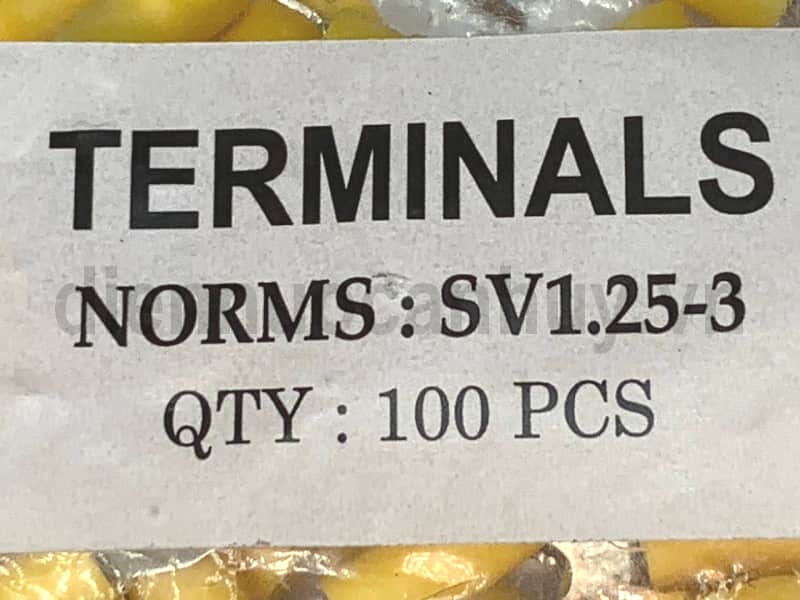 TERMINALS
NORMS : SV1.25-3
QTY : 100 PCS